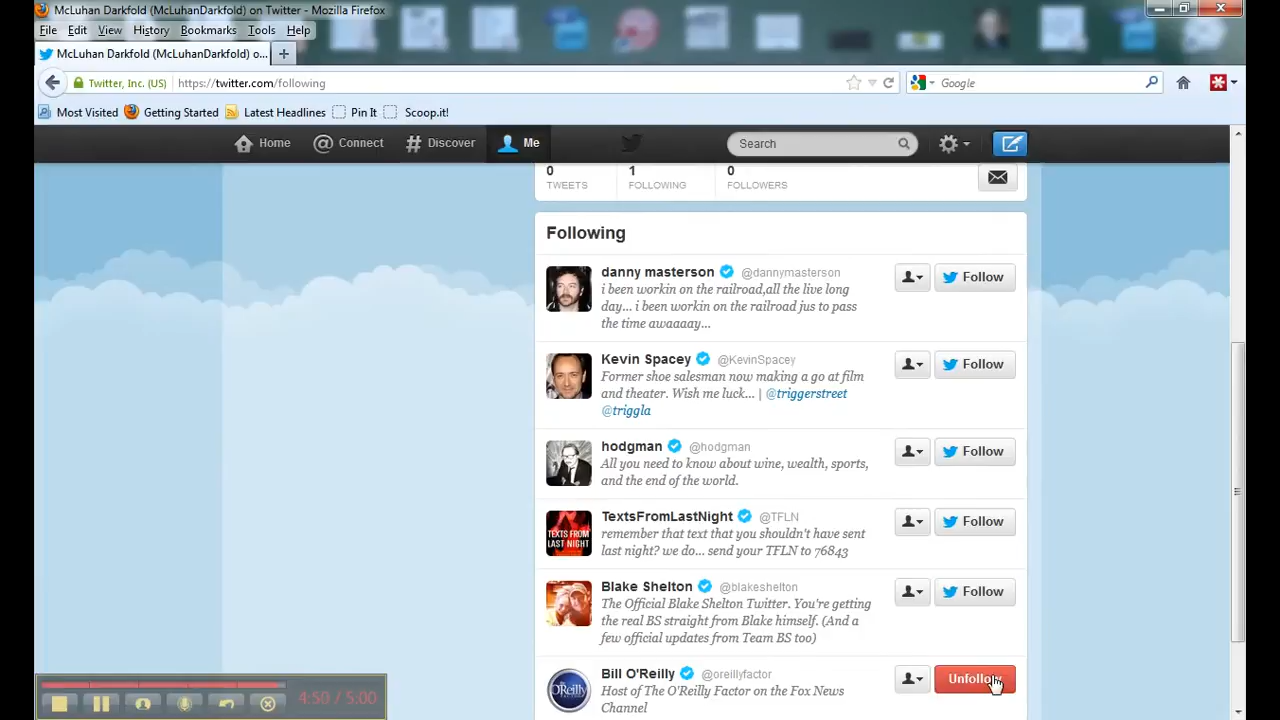 McLuhan Darkfold (McLuhanDarkfold) on Twitter - Mozilla Firefox
File Edit View History Bookmarks Tools Help
McLuhan Darkfold (McLuhanDarkfold) o...
Twitter, Inc. (US) https://twitter.com/following Google
Most Visited Getting Started Latest Headlines Pin It Scoop.it!
Home Connect Discover Me Search
0 1 0
TWEETS FOLLOWING FOLLOWERS
Following
danny masterson @dannymasterson Follow
i been workin on the railroad,all the live long
day... i been workin on the railroad jus to pass
the time awaaaay...
Kevin Spacey @KevinSpacey Follow
Former shoe salesman now making a go at film
and theater. Wish me luck... | @triggerstreet
@triggla
hodgman @hodgman Follow
All you need to know about wine, wealth, sports,
and the end of the world.
TextsFromLastNight @TFLN Follow
remember that text that you shouldn't have sent
last night? we do... send your TFLN to 76843
TEXTS FROM
LAST NIGHT
Blake Shelton @blakeshelton Follow
The Official Blake Shelton Twitter. You're getting
the real BS straight from Blake himself. (And a
few official updates from Team BS too)
Bill O'Reilly @oreillyfactor Unfollow
Host of The O'Reilly Factor on the Fox News
Channel
O'REILLY
4:50 / 5:00